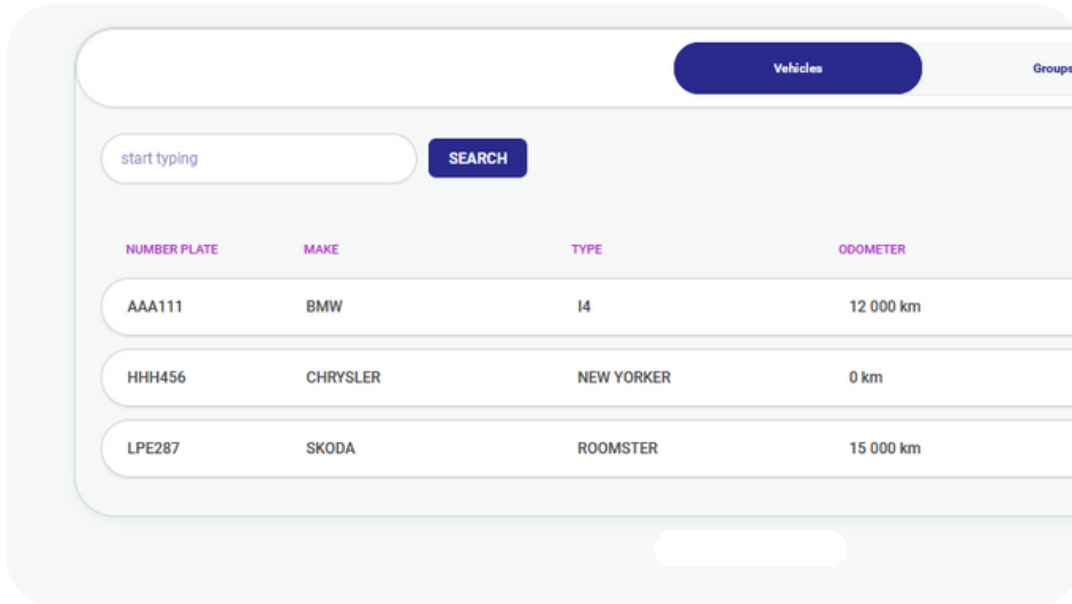 Vehicles Groups
start typing SEARCH
NUMBER PLATE MAKE TYPE ODOMETER
AAA111 BMW I4 12 000 km
HHH456 CHRYSLER NEW YORKER 0 km
LPE287 SKODA ROOMSTER 15 000 km